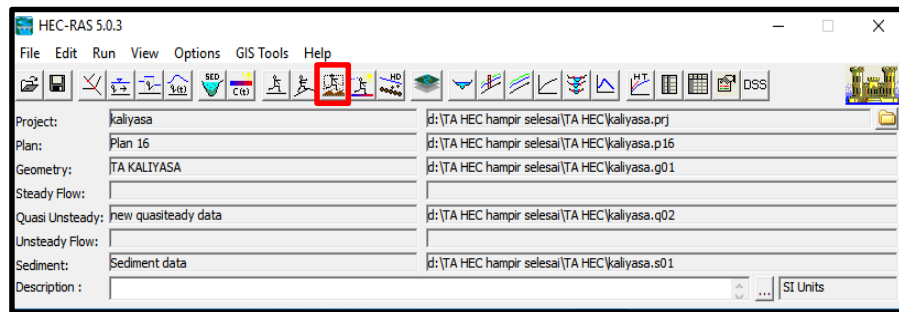 HEC-RAS 5.0.3
File Edit Run View Options GIS Tools Help
SED C(t) HD HT DSS
Project: kaliyasa d:\TA HEC hampir selesai\TA HEC\kaliyasa.prj
Plan: Plan 16 d:\TA HEC hampir selesai\TA HEC\kaliyasa.p16
Geometry: TA KALIYASA d:\TA HEC hampir selesai\TA HEC\kaliyasa.g01
Steady Flow:
Quasi Unsteady: new quasiteady data d:\TA HEC hampir selesai\TA HEC\kaliyasa.q02
Unsteady Flow:
Sediment: Sediment data d:\TA HEC hampir selesai\TA HEC\kaliyasa.s01
Description : ... SI Units